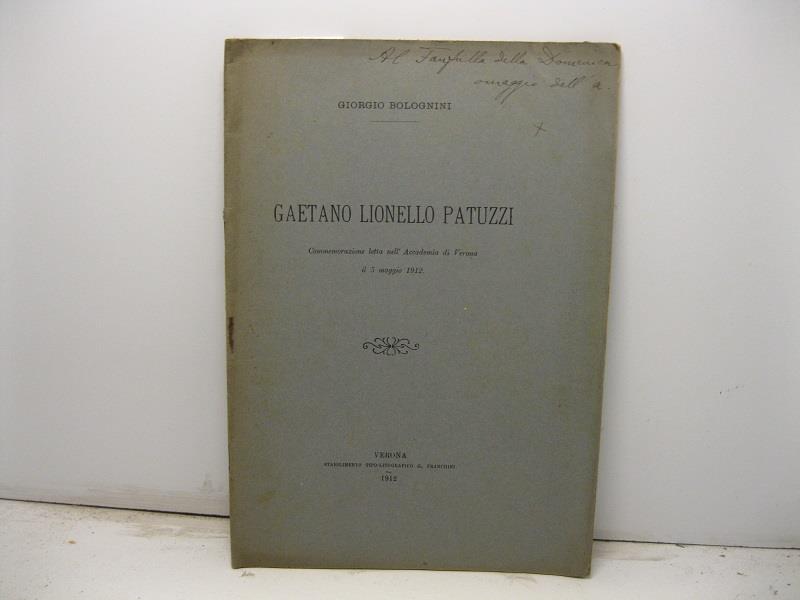 Al Fanfulla della Domenica
omaggio dell' a.
GIORGIO BOLOGNINI
GAETANO LIONELLO PATUZZI
Commemorazione letta nell' Accademia di Verona
il 5 maggio 1912.
VERONA
STABILIMENTO TIPO-LITOGRAFICO G. FRANCHINI
1912